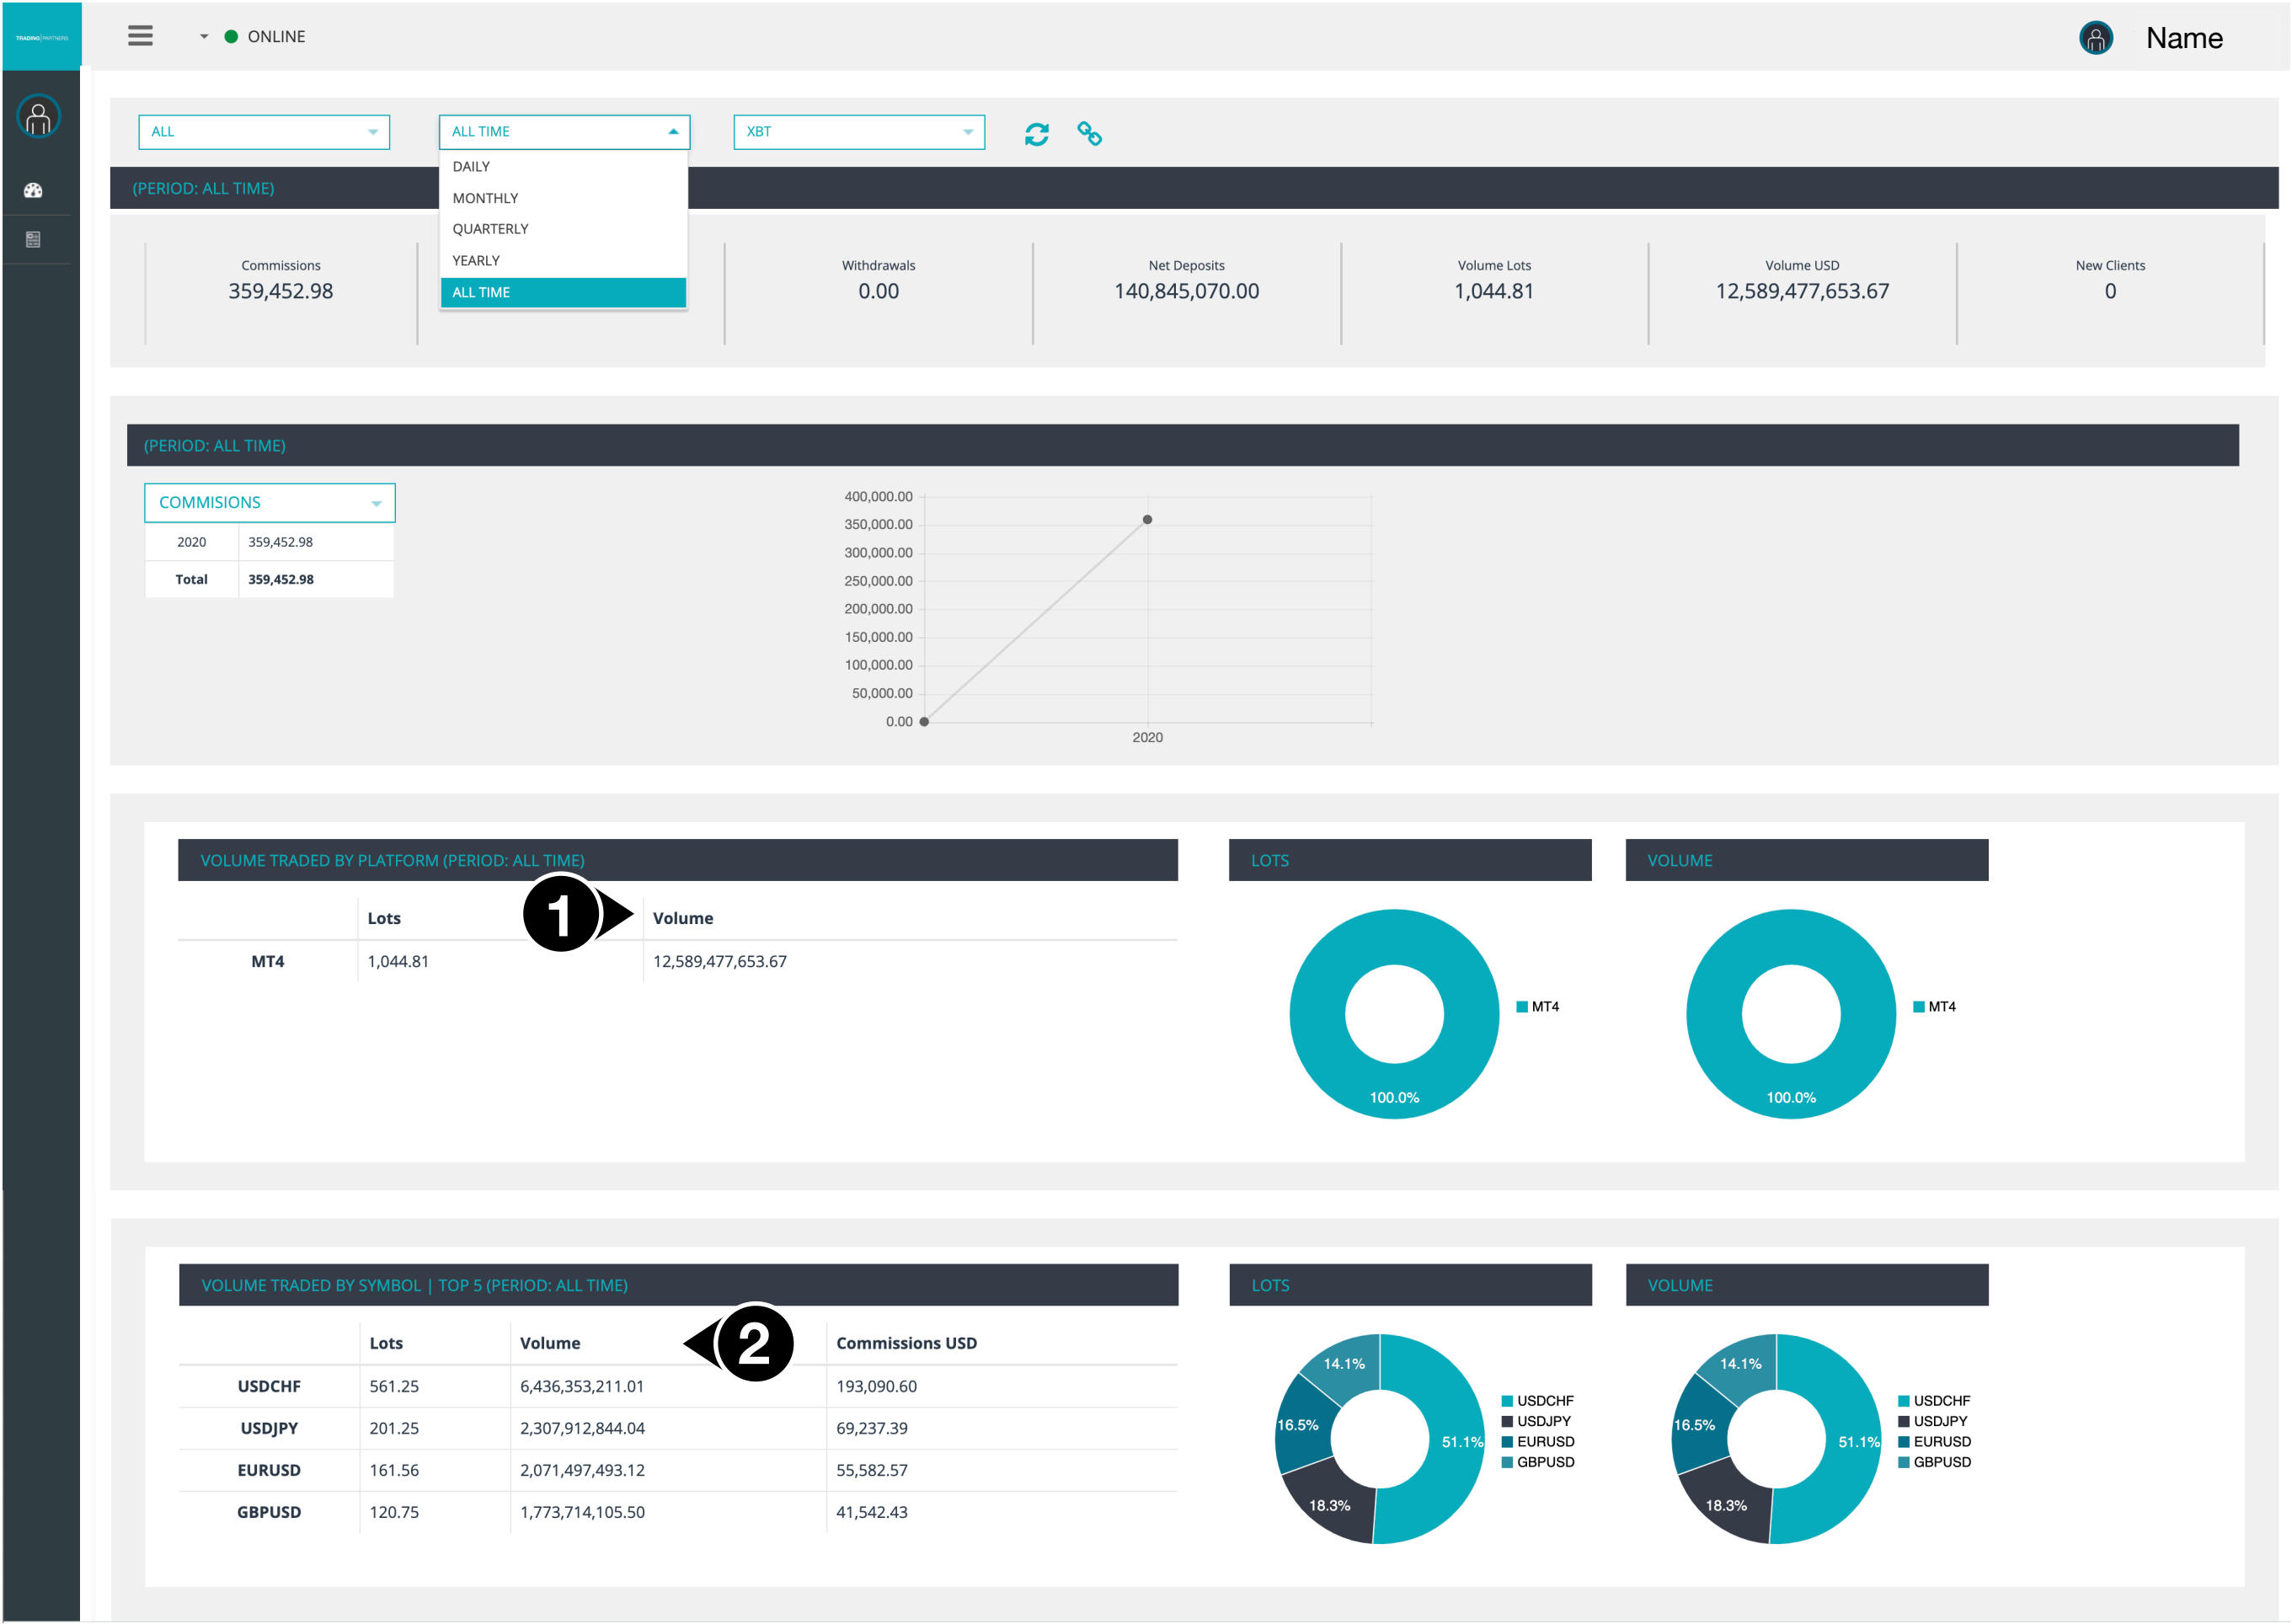 TRADING PARTNERS
ONLINE
Name
ALL
ALL TIME
XBT
DAILY
MONTHLY
QUARTERLY
YEARLY
ALL TIME
(PERIOD: ALL TIME)
Commissions
359,452.98
Withdrawals
0.00
Net Deposits
140,845,070.00
Volume Lots
1,044.81
Volume USD
12,589,477,653.67
New Clients
0
(PERIOD: ALL TIME)
COMMISIONS
2020 359,452.98
Total 359,452.98
400,000.00
350,000.00
300,000.00
250,000.00
200,000.00
150,000.00
100,000.00
50,000.00
0.00
2020
VOLUME TRADED BY PLATFORM (PERIOD: ALL TIME)
Lots 1 Volume
MT4 1,044.81 12,589,477,653.67
LOTS
MT4
100.0%
VOLUME
MT4
100.0%
VOLUME TRADED BY SYMBOL | TOP 5 (PERIOD: ALL TIME)
Lots Volume 2 Commissions USD
USDCHF 561.25 6,436,353,211.01 193,090.60
USDJPY 201.25 2,307,912,844.04 69,237.39
EURUSD 161.56 2,071,497,493.12 55,582.57
GBPUSD 120.75 1,773,714,105.50 41,542.43
LOTS
14.1%
16.5%
51.1%
18.3%
USDCHF
USDJPY
EURUSD
GBPUSD
VOLUME
14.1%
16.5%
51.1%
18.3%
USDCHF
USDJPY
EURUSD
GBPUSD